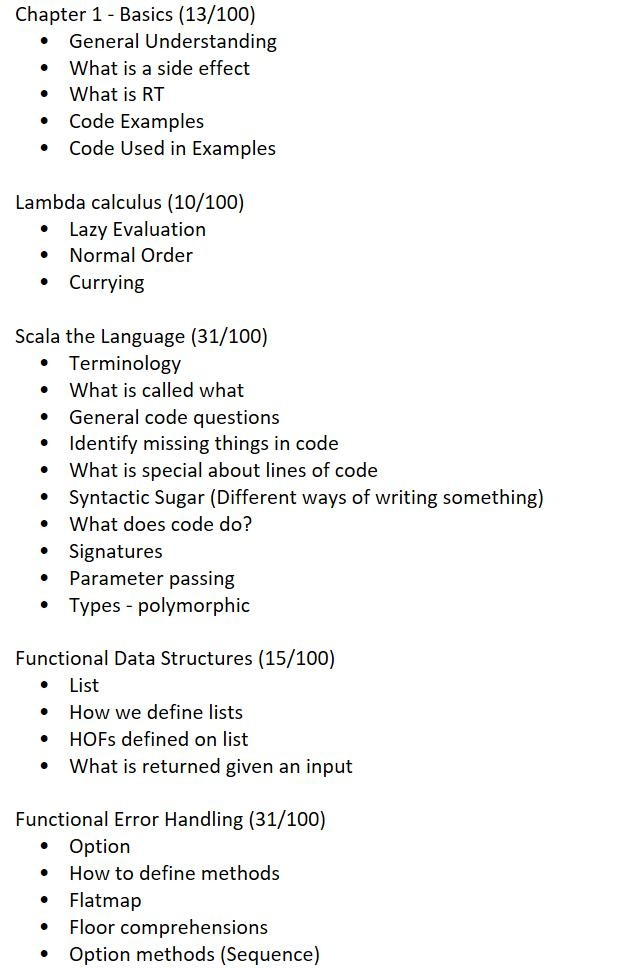 Chapter 1 - Basics (13/100)
• General Understanding
• What is a side effect
• What is RT
• Code Examples
• Code Used in Examples
Lambda calculus (10/100)
• Lazy Evaluation
• Normal Order
• Currying
Scala the Language (31/100)
• Terminology
• What is called what
• General code questions
• Identify missing things in code
• What is special about lines of code
• Syntactic Sugar (Different ways of writing something)
• What does code do?
• Signatures
• Parameter passing
• Types - polymorphic
Functional Data Structures (15/100)
• List
• How we define lists
• HOFs defined on list
• What is returned given an input
Functional Error Handling (31/100)
• Option
• How to define methods
• Flatmap
• Floor comprehensions
• Option methods (Sequence)